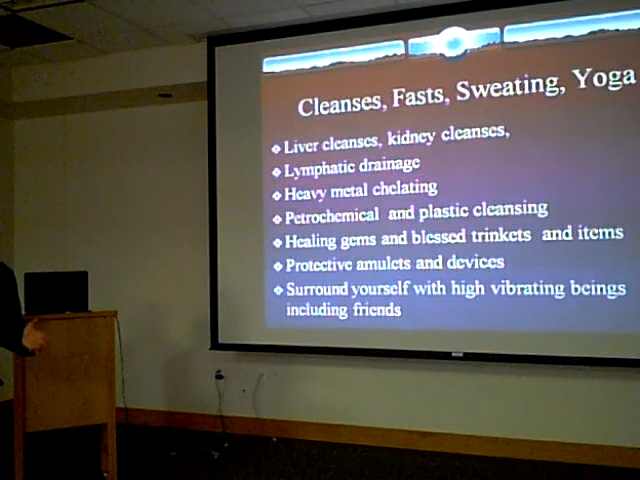 Cleanses, Fasts, Sweating, Yoga
Liver cleanses, kidney cleanses,
Lymphatic drainage
Heavy metal chelating
Petrochemical and plastic cleansing
Healing gems and blessed trinkets and items
Protective amulets and devices
Surround yourself with high vibrating beings
including friends